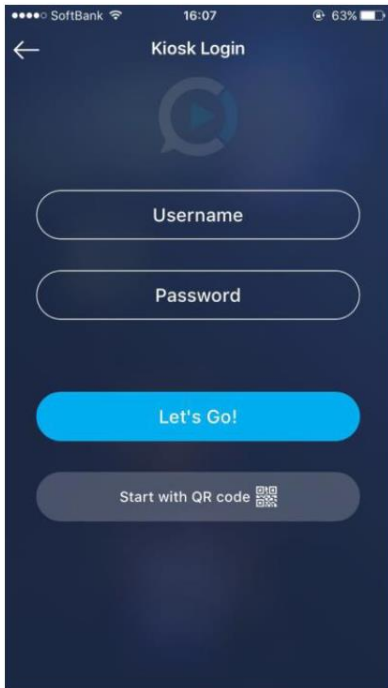 SoftBank 16:07 63%
Kiosk Login
Username
Password
Let's Go!
Start with QR code